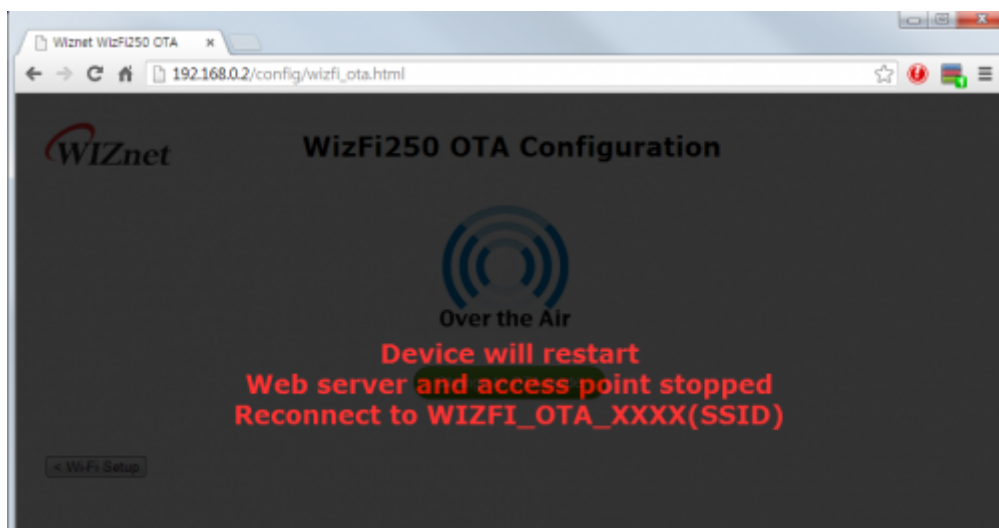 Wiznet WizFi250 OTA
192.168.0.2/config/wizfi_ota.html
WIZnet
WizFi250 OTA Configuration
Over the Air
Device will restart
Web server and access point stopped
Reconnect to WIZFI_OTA_XXXX(SSID)
< Wi-Fi Setup